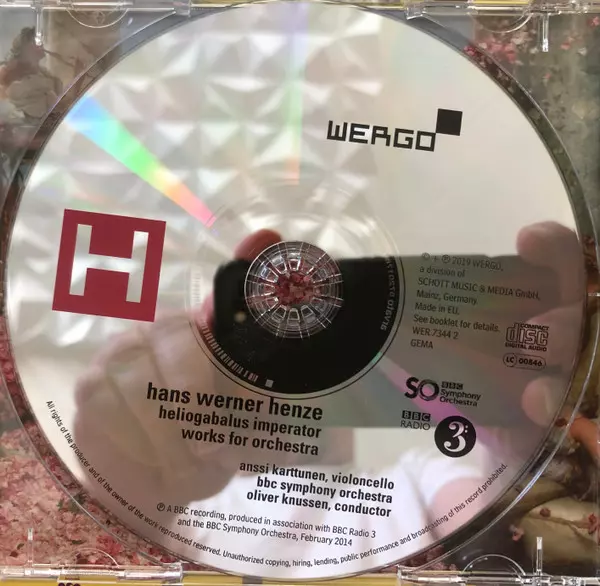 WERGO
H
© + ℗ 2019 WERGO,
a division of
SCHOTT MUSIC & MEDIA GmbH,
Mainz, Germany
Made in EU.
See booklet for details.
WER 7344 2
GEMA
COMPACT
disc
DIGITAL AUDIO
LC 00846
hans werner henze
heliogabalus imperator
works for orchestra
SO BBC
Symphony
Orchestra
BBC
RADIO
3
anssi karttunen, violoncello
bbc symphony orchestra
oliver knussen, conductor
℗ A BBC recording, produced in association with BBC Radio 3
and the BBC Symphony Orchestra, February 2014
All rights of the producer and of the owner of the work reproduced reserved. Unauthorized copying, hiring, lending, public performance and broadcasting of this record prohibited.